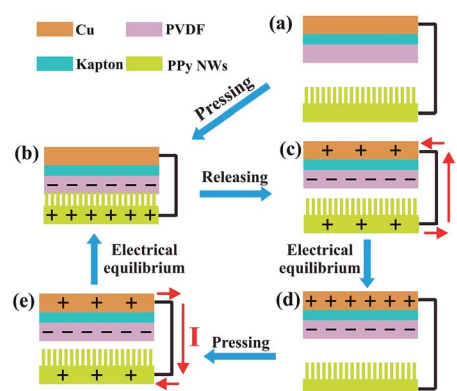 Cu
PVDF
Kapton
PPy NWs
(a)
Pressing
(b)
− − − − − −
+ + + + + +
Releasing
(c)
+ + +
− − − − − −
+ + +
Electrical
equilibrium
Electrical
equilibrium
(e)
+ + +
− − − − − −
+ + +
I
Pressing
(d)
+ + + + + +
− − − − − −